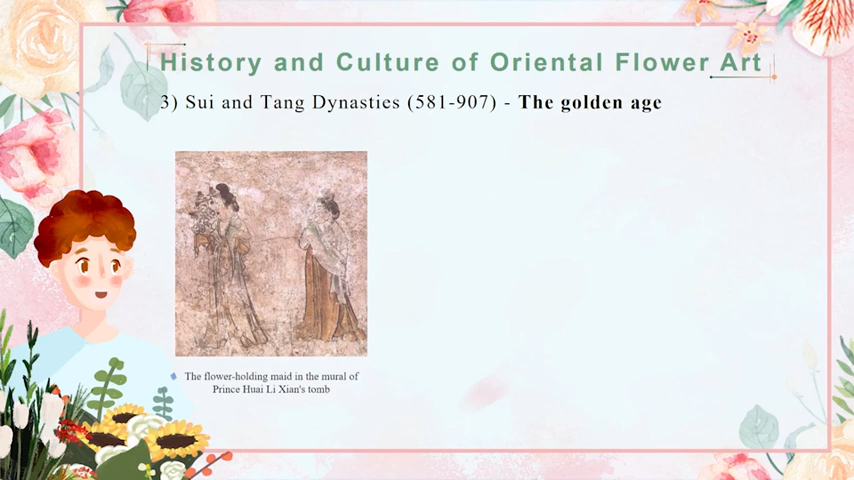 History and Culture of Oriental Flower Art
3) Sui and Tang Dynasties (581-907) - The golden age
The flower-holding maid in the mural of
Prince Huai Li Xian's tomb